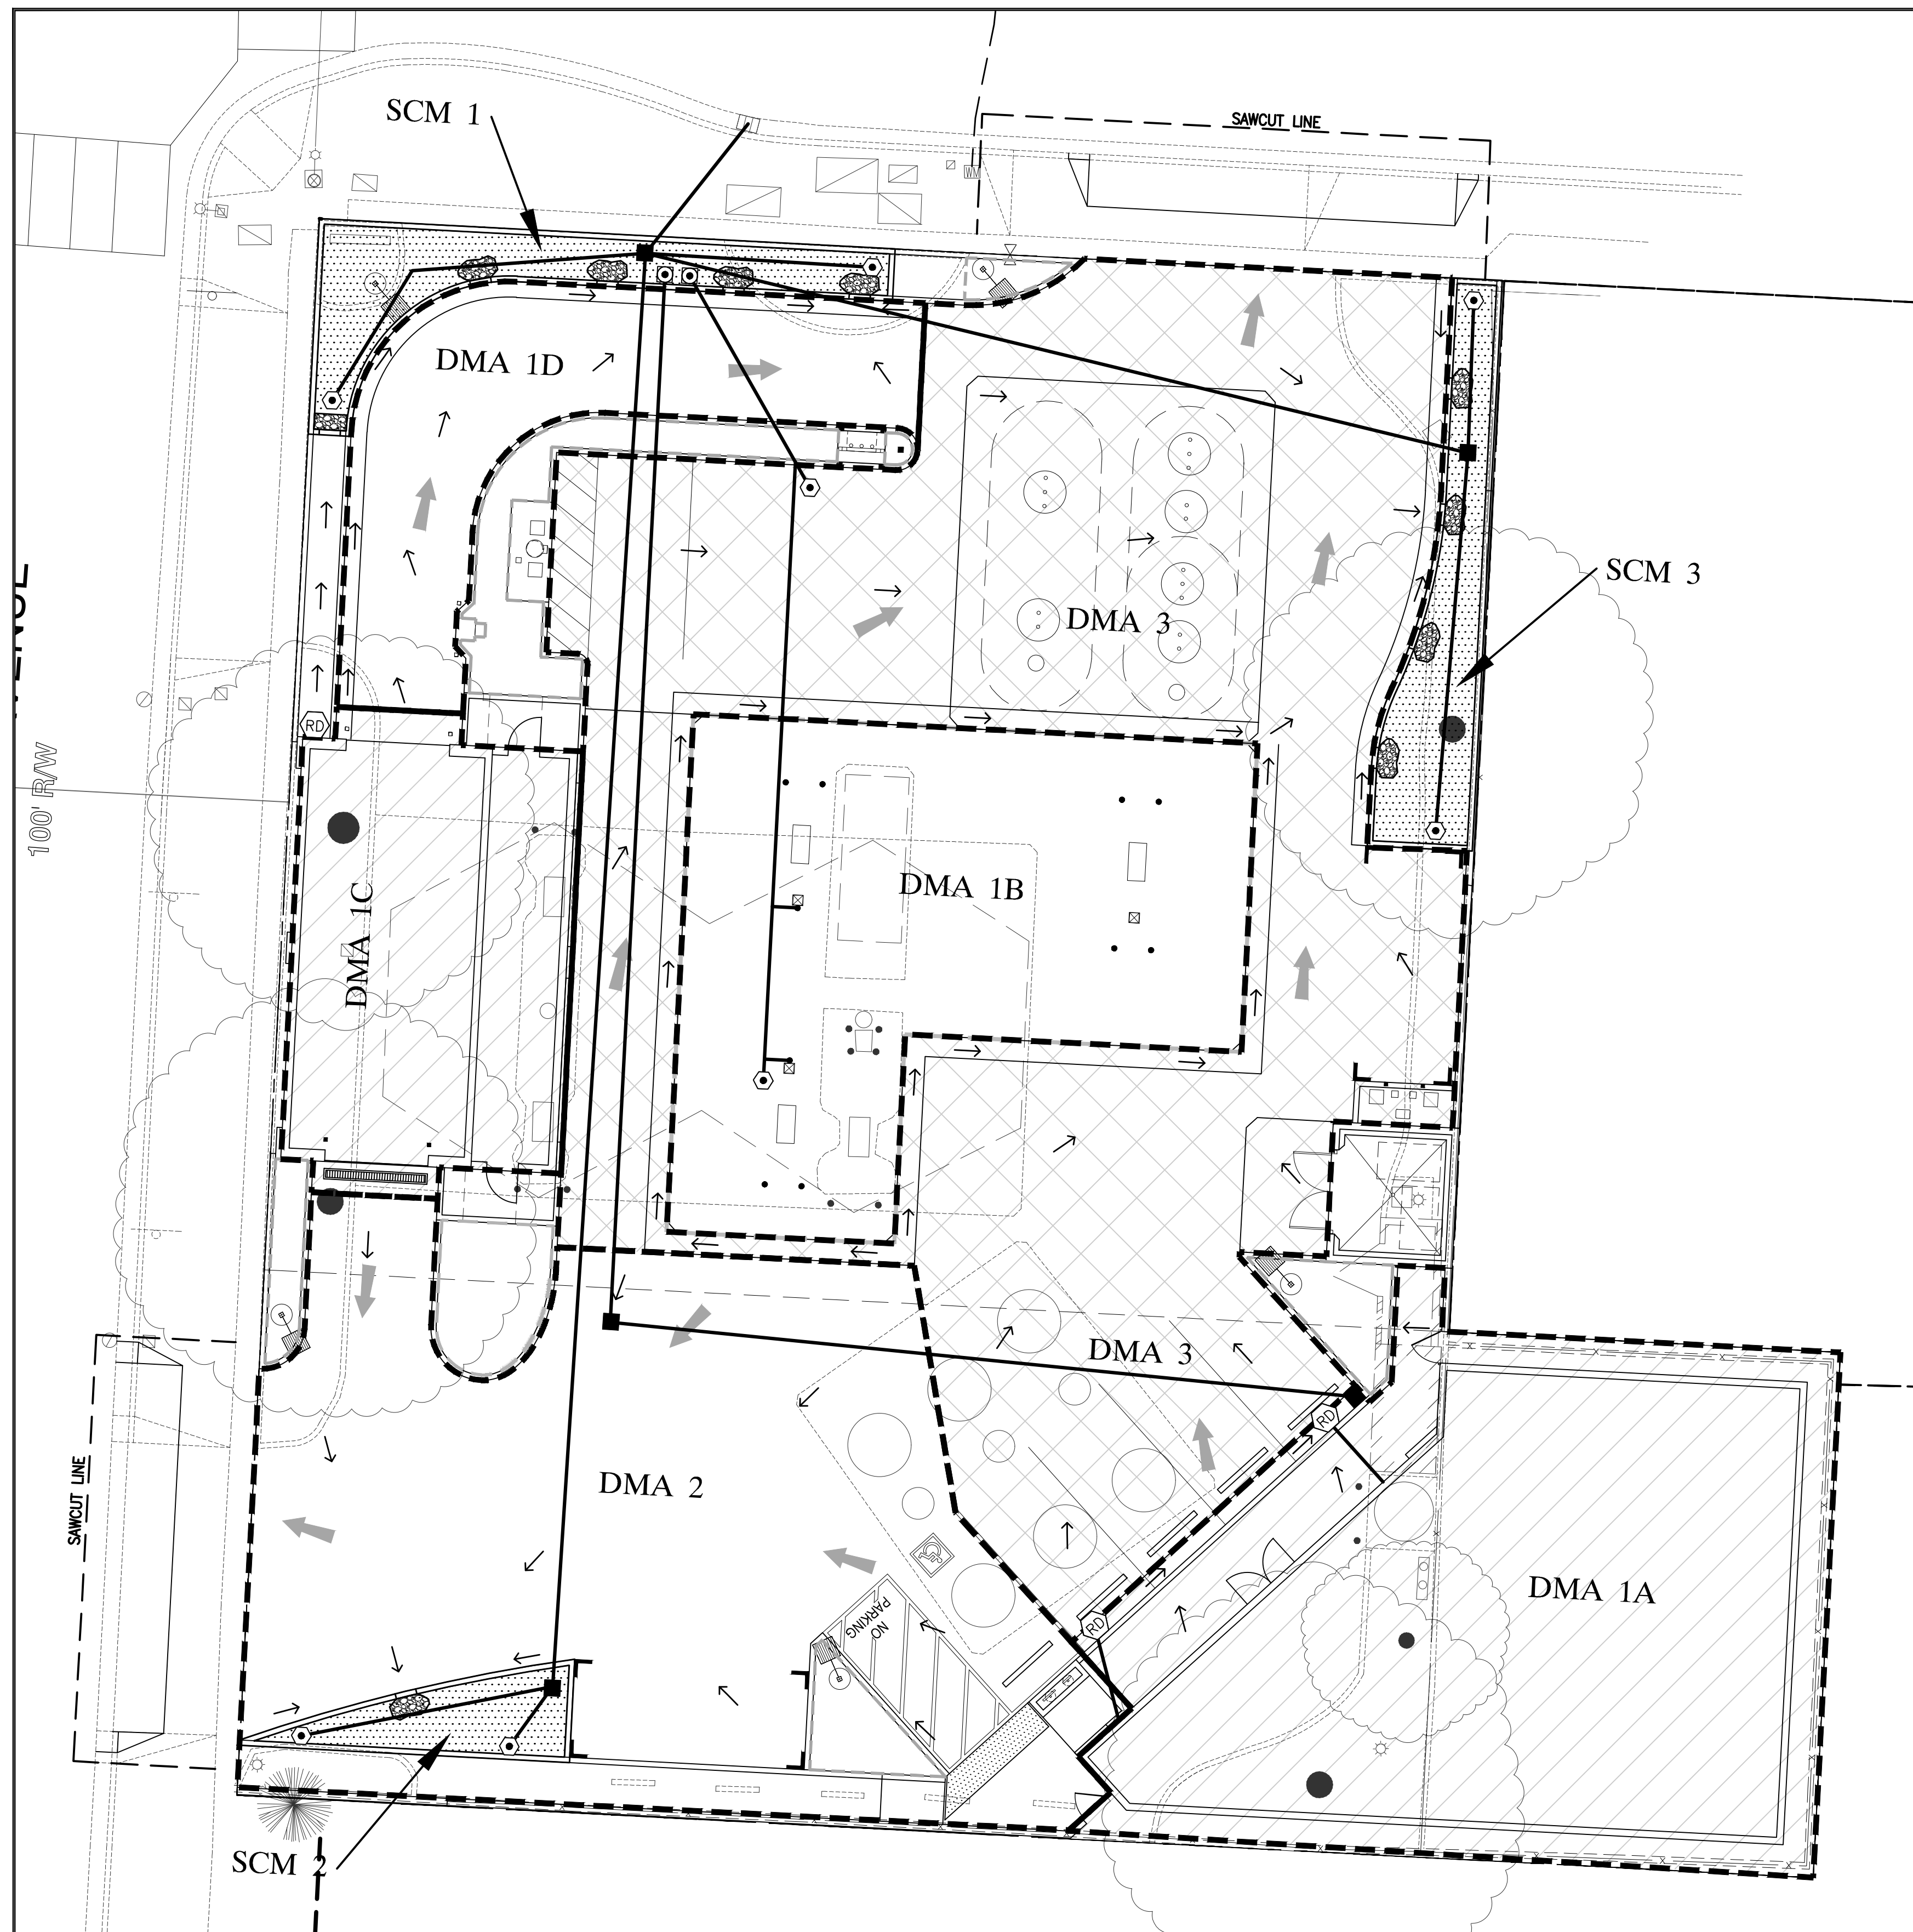 SCM 1
SAWCUT LINE
WV
DMA 1D
SCM 3
DMA 3
RD
100' R/W
DMA 1B
DMA 1C
DMA 3
RD
SAWCUT LINE
DMA 2
DMA 1A
NO
PARKING
RD
SCM 2